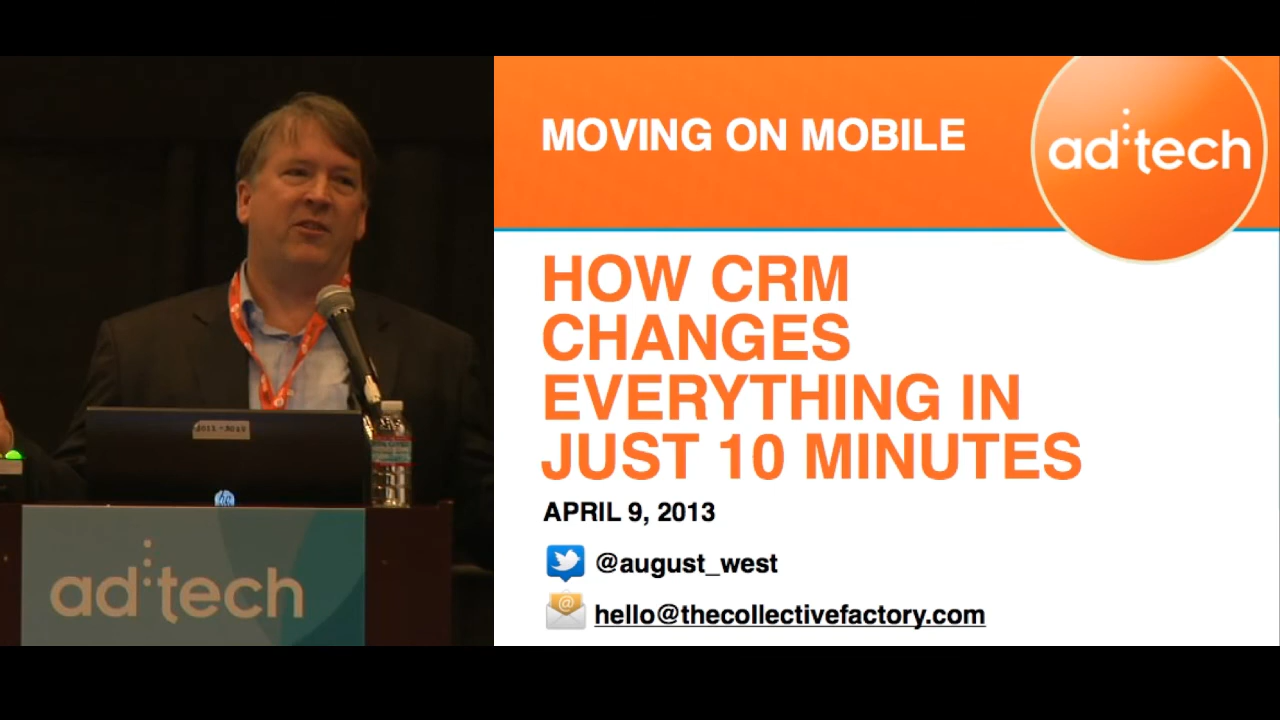 MOVING ON MOBILE
ad:tech
HOW CRM
CHANGES
EVERYTHING IN
JUST 10 MINUTES
APRIL 9, 2013
@august_west
hello@thecollectivefactory.com
hp
ad:tech